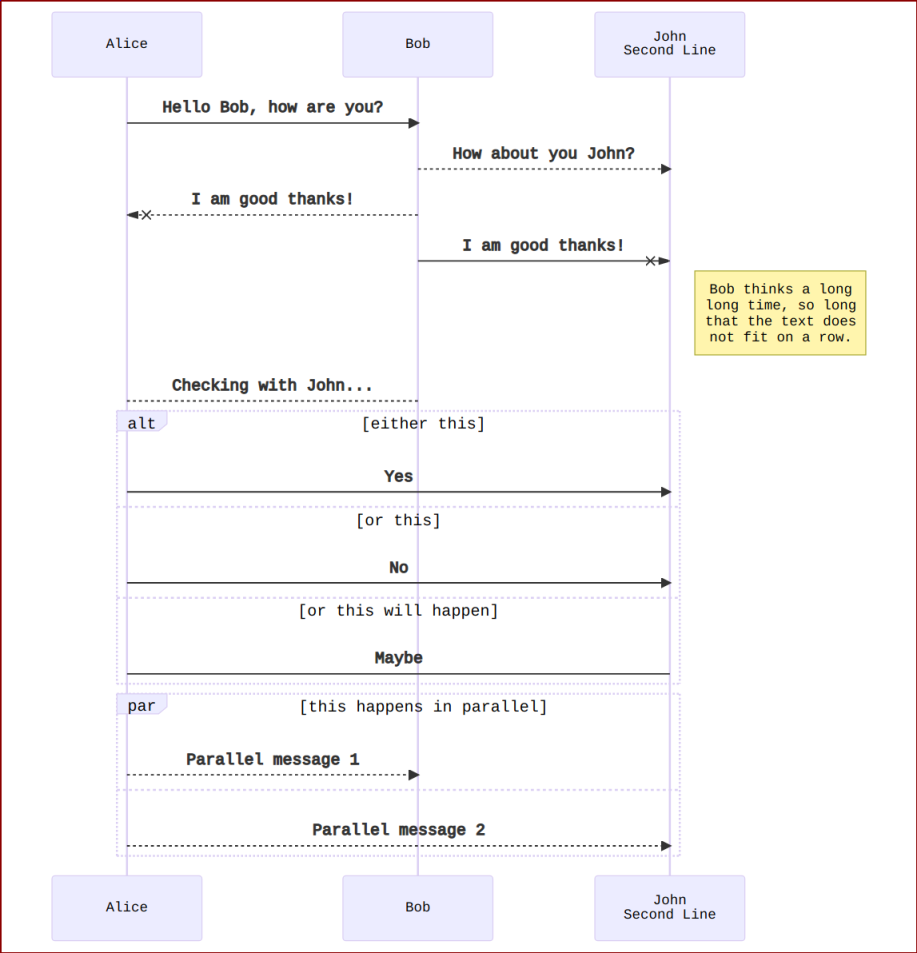 Alice
Bob
John
Second Line
Hello Bob, how are you?
How about you John?
I am good thanks!
I am good thanks!
Bob thinks a long
long time, so long
that the text does
not fit on a row.
Checking with John...
alt
[either this]
Yes
[or this]
No
[or this will happen]
Maybe
par
[this happens in parallel]
Parallel message 1
Parallel message 2
Alice
Bob
John
Second Line